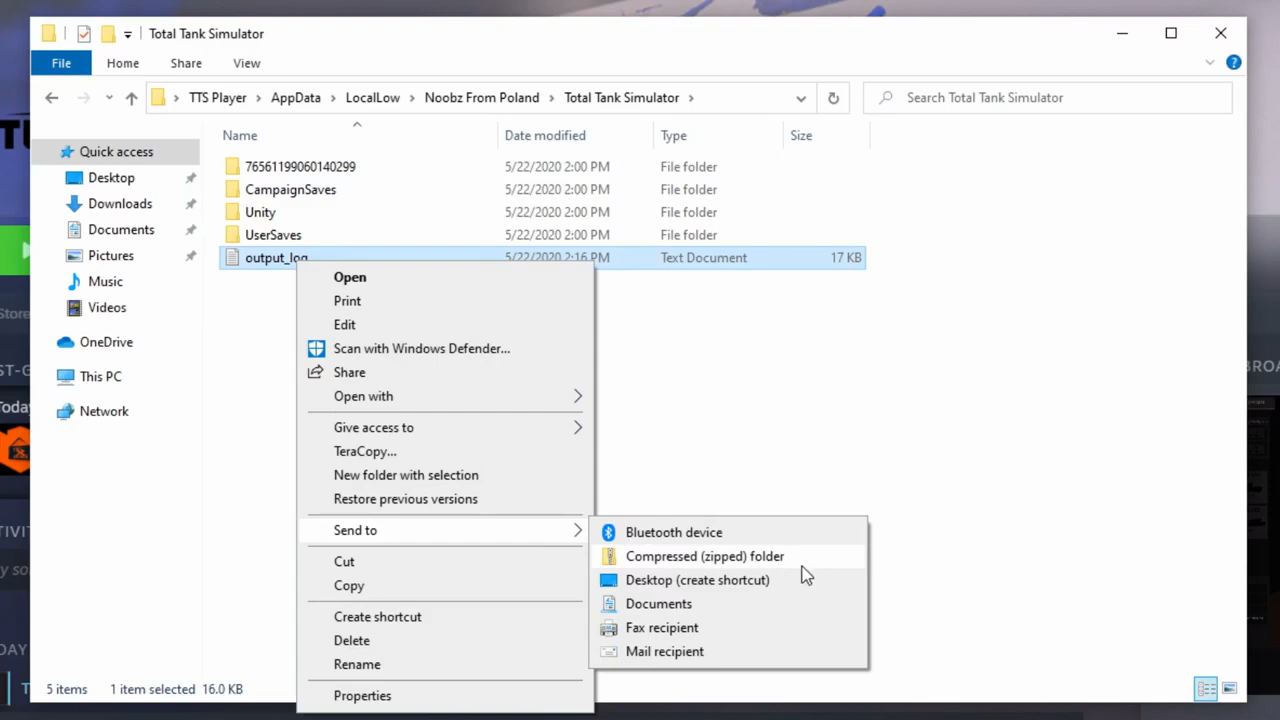 Total Tank Simulator
File Home Share View
TTS Player AppData LocalLow Noobz From Poland Total Tank Simulator
Search Total Tank Simulator
Name Date modified Type Size
Quick access
Desktop
Downloads
Documents
Pictures
Music
Videos
OneDrive
This PC
Network
76561199060140299 5/22/2020 2:00 PM File folder
CampaignSaves 5/22/2020 2:00 PM File folder
Unity 5/22/2020 2:00 PM File folder
UserSaves 5/22/2020 2:00 PM File folder
output_log 5/22/2020 2:16 PM Text Document 17 KB
Open
Print
Edit
Scan with Windows Defender...
Share
Open with
Give access to
TeraCopy...
New folder with selection
Restore previous versions
Send to
Cut
Copy
Create shortcut
Delete
Rename
Properties
Bluetooth device
Compressed (zipped) folder
Desktop (create shortcut)
Documents
Fax recipient
Mail recipient
5 items 1 item selected 16.0 KB
Store
Today